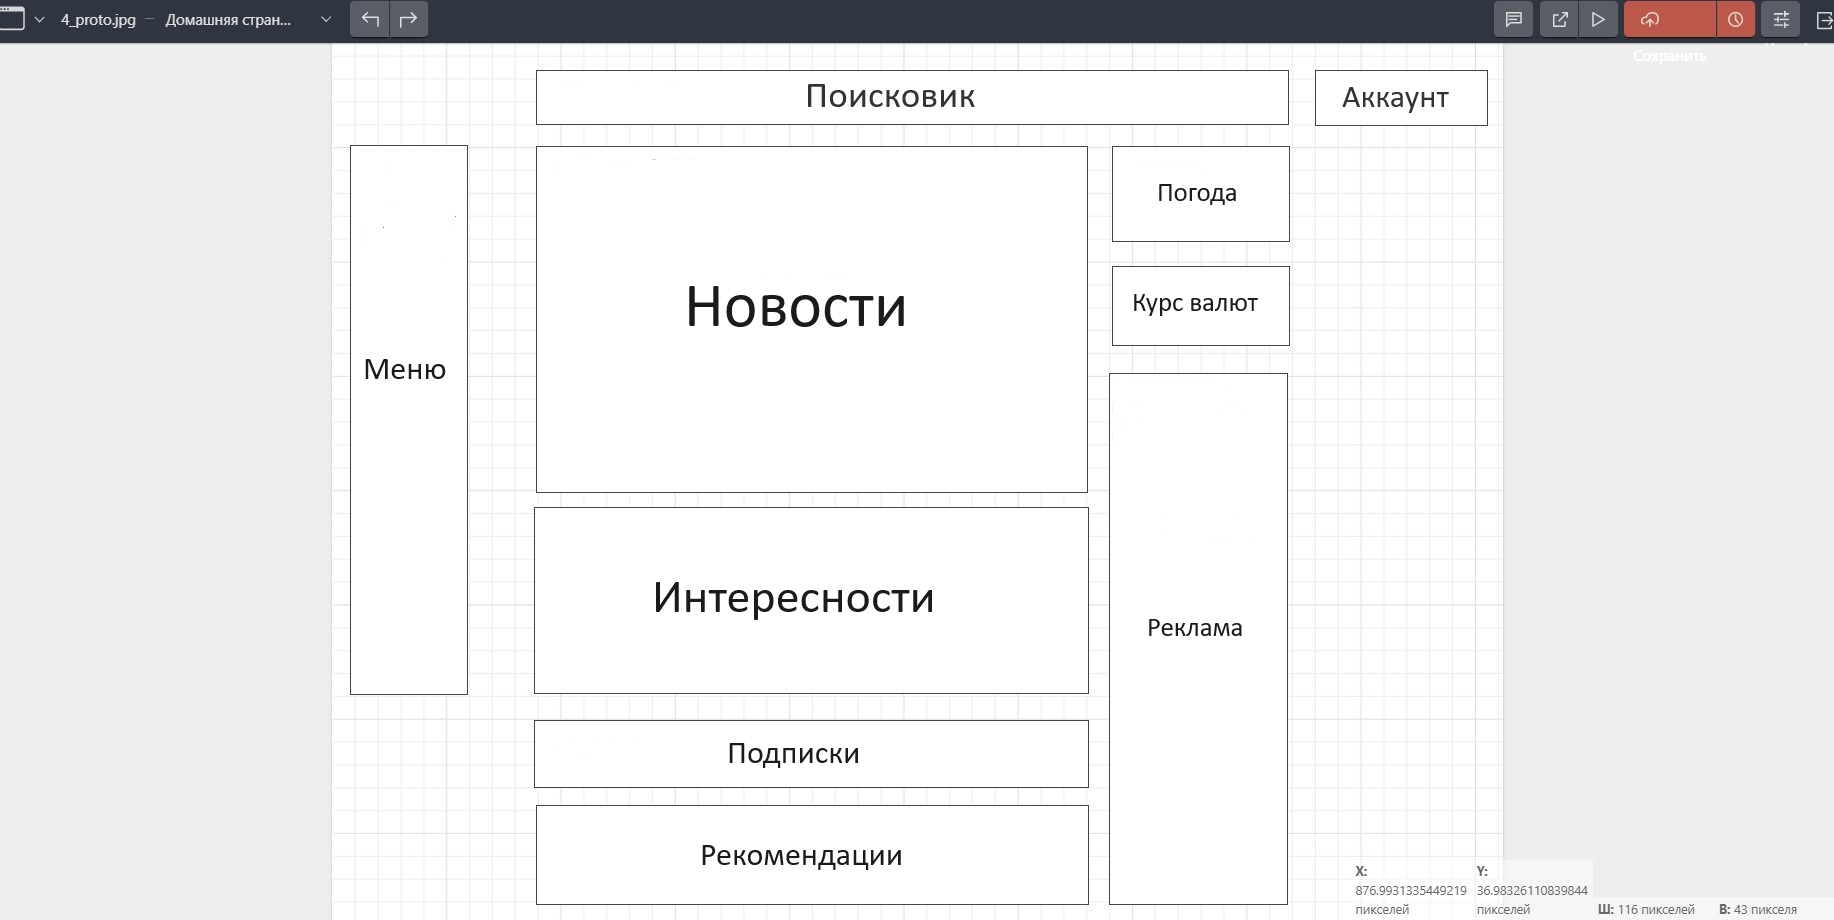 4_proto.jpg — Домашняя стран...
Сохранить
Поисковик
Аккаунт
Меню
Новости
Погода
Курс валют
Интересности
Реклама
Подписки
Рекомендации
X: 876.9931335449219 пикселей
Y: 36.98326110839844 пикселей
Ш: 116 пикселей
В: 43 пикселя